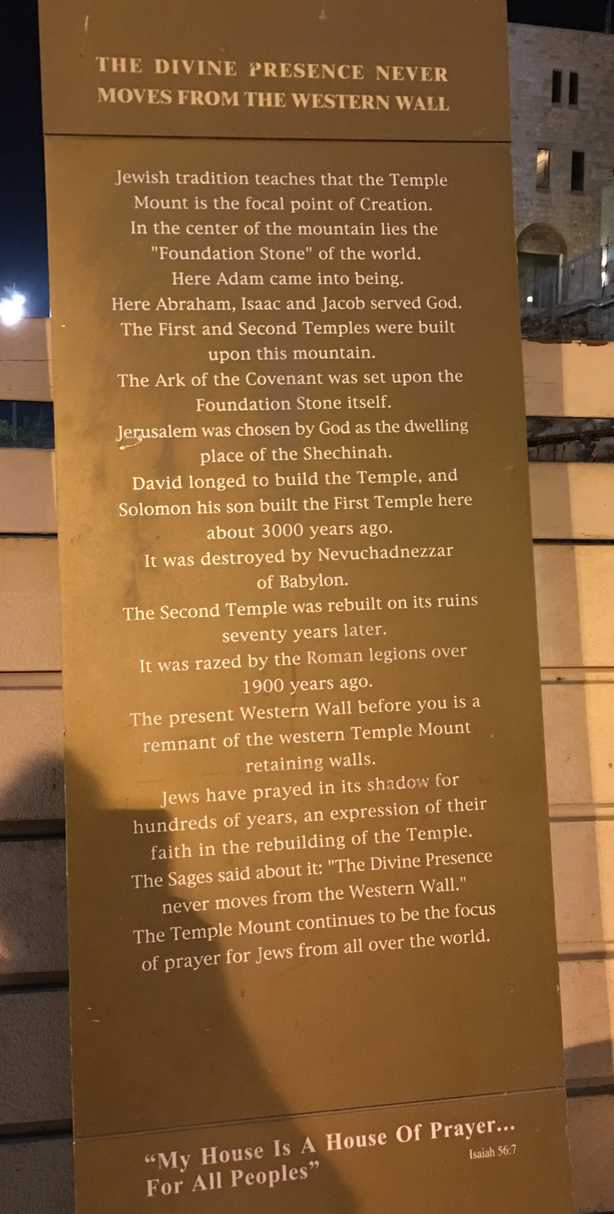 THE DIVINE PRESENCE NEVER
MOVES FROM THE WESTERN WALL
Jewish tradition teaches that the Temple
Mount is the focal point of Creation.
In the center of the mountain lies the
"Foundation Stone" of the world.
Here Adam came into being.
Here Abraham, Isaac and Jacob served God.
The First and Second Temples were built
upon this mountain.
The Ark of the Covenant was set upon the
Foundation Stone itself.
Jerusalem was chosen by God as the dwelling
place of the Shechinah.
David longed to build the Temple, and
Solomon his son built the First Temple here
about 3000 years ago.
It was destroyed by Nevuchadnezzar
of Babylon.
The Second Temple was rebuilt on its ruins
seventy years later.
It was razed by the Roman legions over
1900 years ago.
The present Western Wall before you is a
remnant of the western Temple Mount
retaining walls.
Jews have prayed in its shadow for
hundreds of years, an expression of their
faith in the rebuilding of the Temple.
The Sages said about it: "The Divine Presence
never moves from the Western Wall."
The Temple Mount continues to be the focus
of prayer for Jews from all over the world.
“My House Is A House Of Prayer...
For All Peoples”
Isaiah 56:7